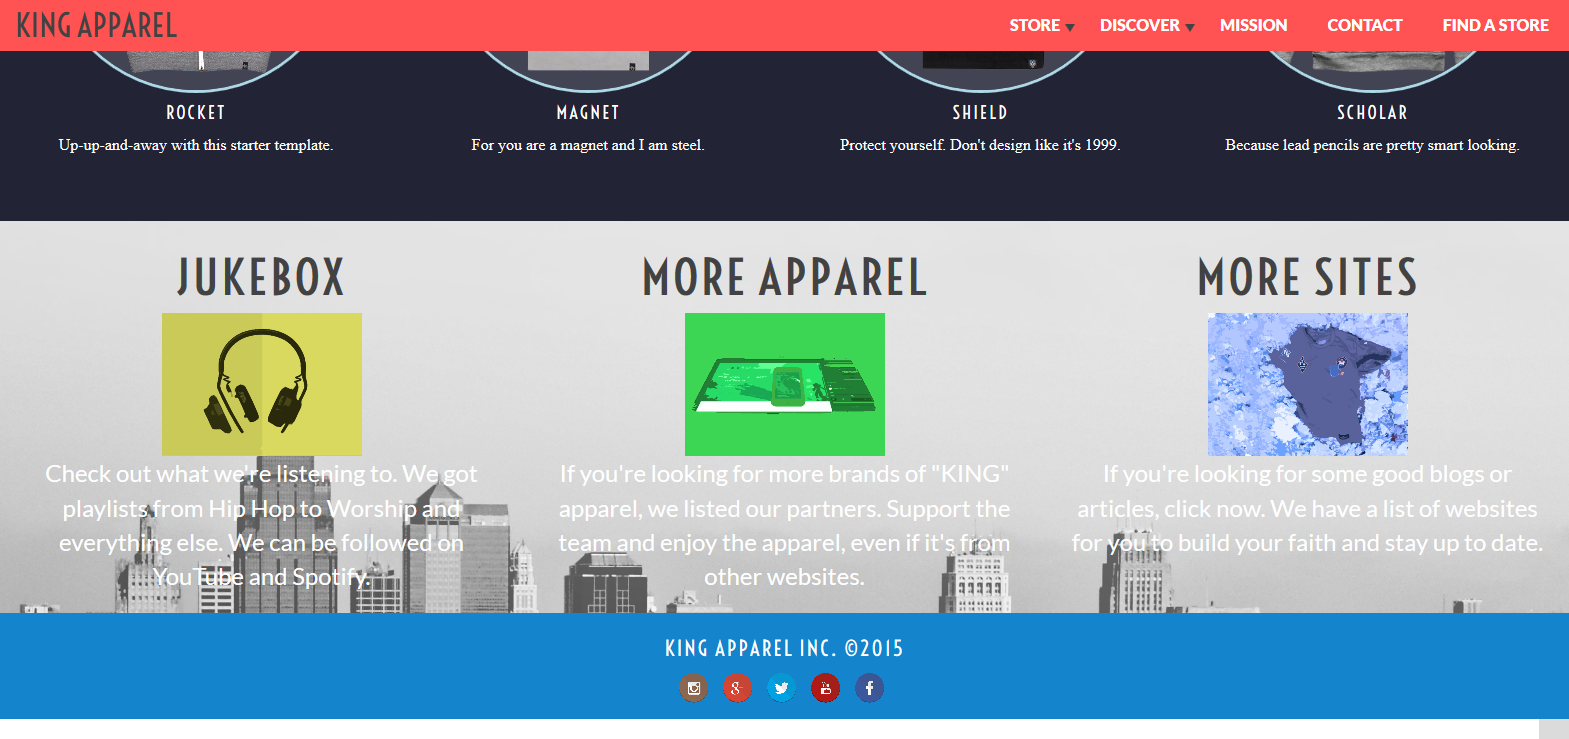 KING APPAREL
STORE DISCOVER MISSION CONTACT FIND A STORE
ROCKET MAGNET SHIELD SCHOLAR
Up-up-and-away with this starter template. For you are a magnet and I am steel. Protect yourself. Don't design like it's 1999. Because lead pencils are pretty smart looking.
JUKEBOX
Check out what we're listening to. We got
playlists from Hip Hop to Worship and
everything else. We can be followed on
YouTube and Spotify.
MORE APPAREL
If you're looking for more brands of "KING"
apparel, we listed our partners. Support the
team and enjoy the apparel, even if it's from
other websites.
MORE SITES
If you're looking for some good blogs or
articles, click now. We have a list of websites
for you to build your faith and stay up to date.
KING APPAREL INC. ©2015